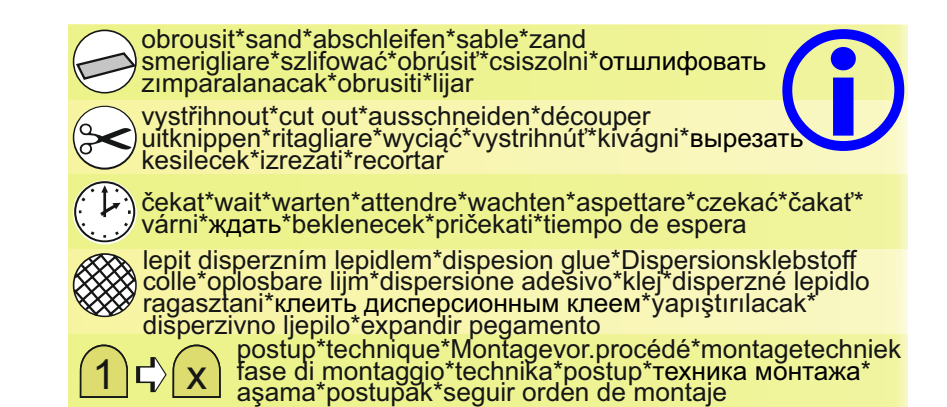 obrousit*sand*abschleifen*sable*zand
smerigliare*szlifować*obrúsiť*csiszolni*отшлифовать
zımparalanacak*obrusiti*lijar
vystřihnout*cut out*ausschneiden*découper
uitknippen*ritagliare*wyciąć*vystrihnúť*kivágni*вырезать
kesilecek*izrezati*recortar
čekat*wait*warten*attendre*wachten*aspettare*czekać*čakať*
várni*ждать*beklenecek*pričekati*tiempo de espera
lepit disperzním lepidlem*dispesion glue*Dispersionsklebstoff
colle*oplosbare lijm*dispersione adesivo*klej*disperzné lepidlo
ragasztani*клеить дисперсионным клеем*yapıştırılacak*
disperzivno ljepilo*expandir pegamento
1 x
postup*technique*Montagevor.procédé*montagetechniek
fase di montaggio*technika*postup*техника монтажа*
aşama*postupak*seguir orden de montaje
i